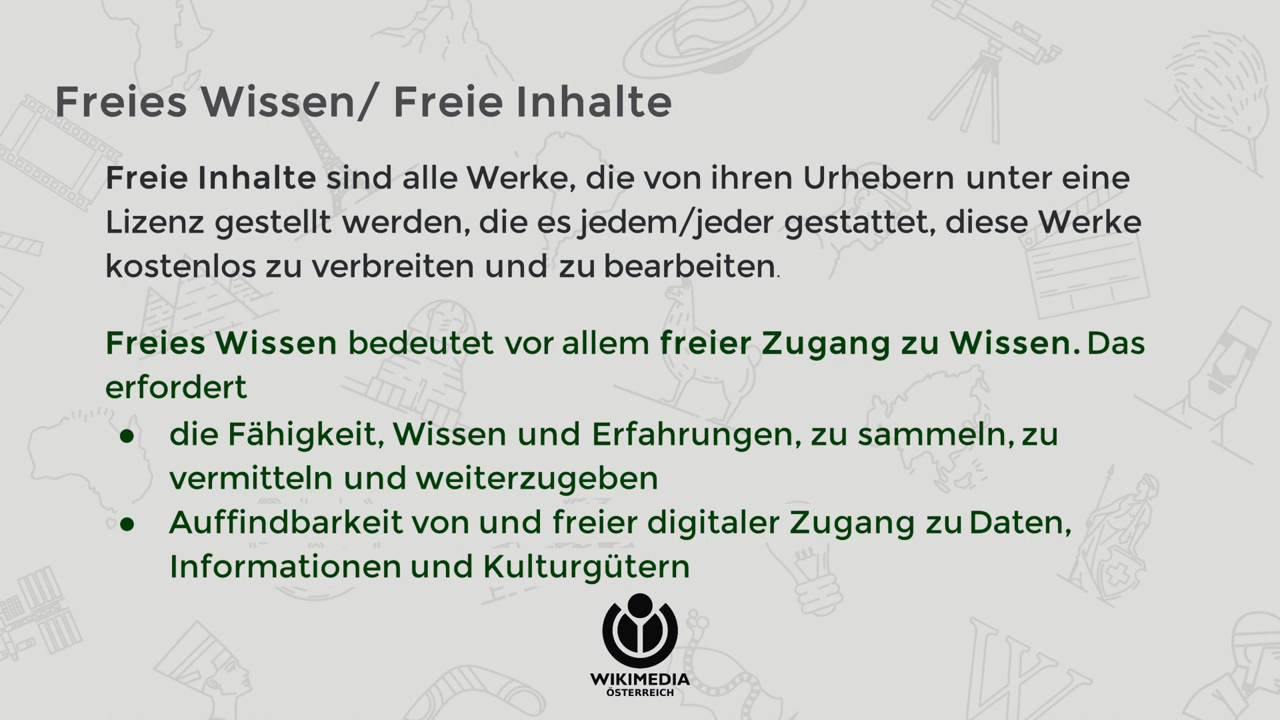 Freies Wissen/ Freie Inhalte
Freie Inhalte sind alle Werke, die von ihren Urhebern unter eine
Lizenz gestellt werden, die es jedem/jeder gestattet, diese Werke
kostenlos zu verbreiten und zu bearbeiten.
Freies Wissen bedeutet vor allem freier Zugang zu Wissen. Das
erfordert
● die Fähigkeit, Wissen und Erfahrungen, zu sammeln, zu
vermitteln und weiterzugeben
● Auffindbarkeit von und freier digitaler Zugang zu Daten,
Informationen und Kulturgütern
WIKIMEDIA
ÖSTERREICH